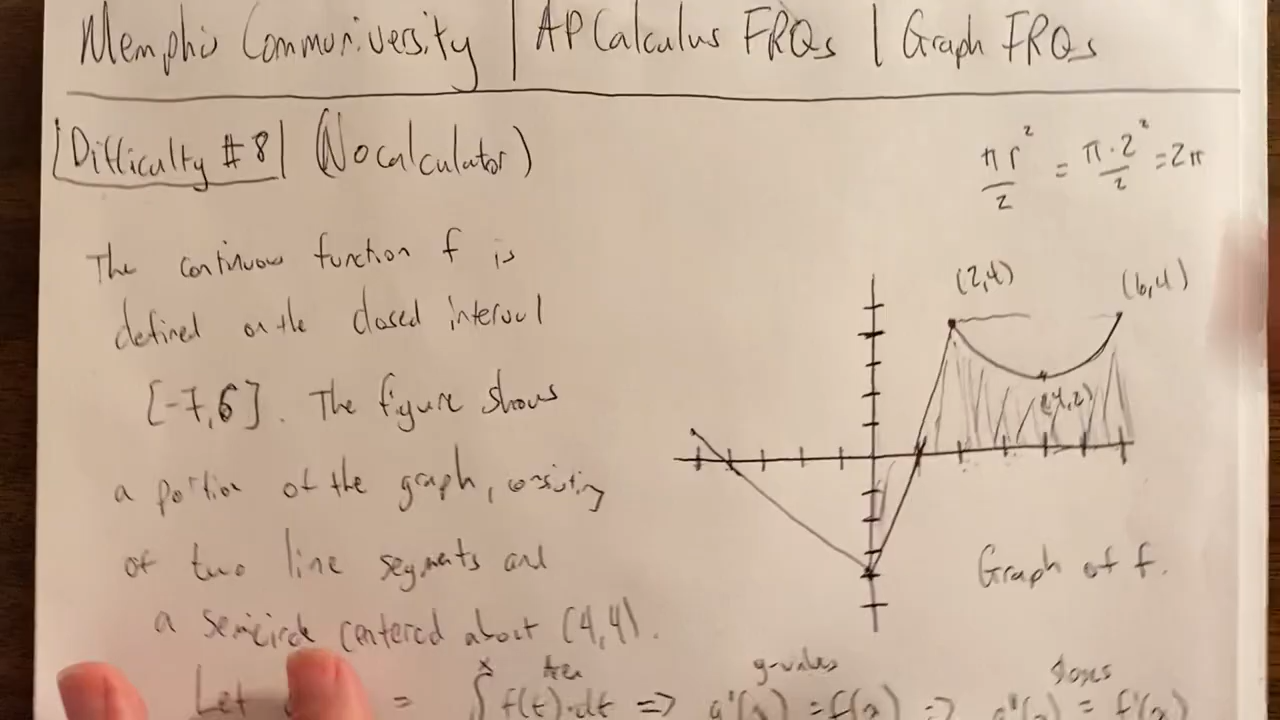 Memphis Communiversity | AP Calculus FRQs | Graph FRQs
Difficulty #8 (No calculator)
πr²/2 = π·2²/2 = 2π
The continuous function f is
defined on the closed interval
[-7,6]. The figure shows
a portion of the graph, consisting
of two line segments and
a semicircle centered about (4,4).
(2,4)
(6,4)
(4,2)
Graph of f.
Area y-values slopes
Let = ∫ˣ f(t)·dt => g'(x) = f(x) => g''(x) = f'(x)